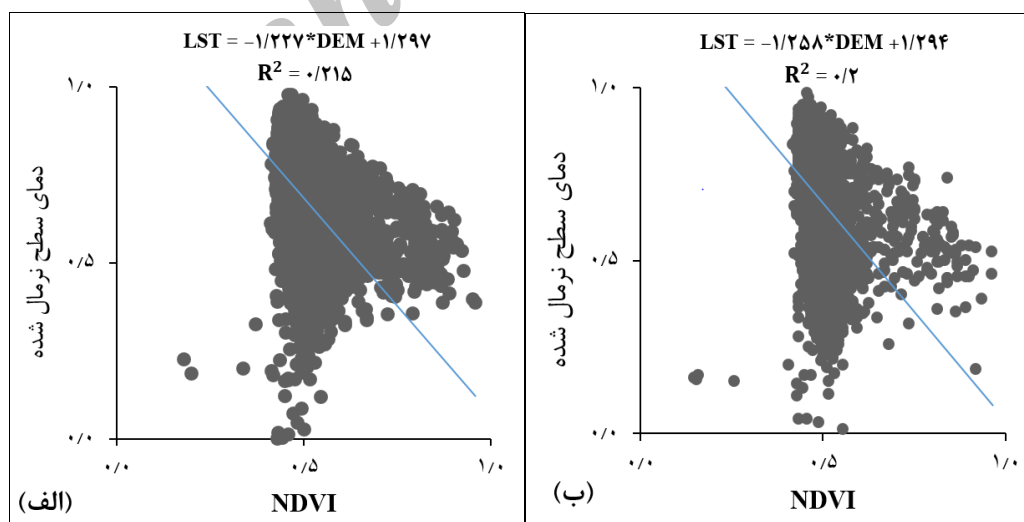 LST = -۱/۲۲۷*DEM +۱/۲۹۷
R² = ۰/۲۱۵
دمای سطح نرمال شده
۱/۰
۰/۵
۰/۰
۰/۰ ۰/۵ ۱/۰
NDVI
(الف)
LST = -۱/۲۵۸*DEM +۱/۲۹۴
R² = ۰/۲
دمای سطح نرمال شده
۱/۰
۰/۵
۰/۰
۰/۰ ۰/۵ ۱/۰
NDVI
(ب)